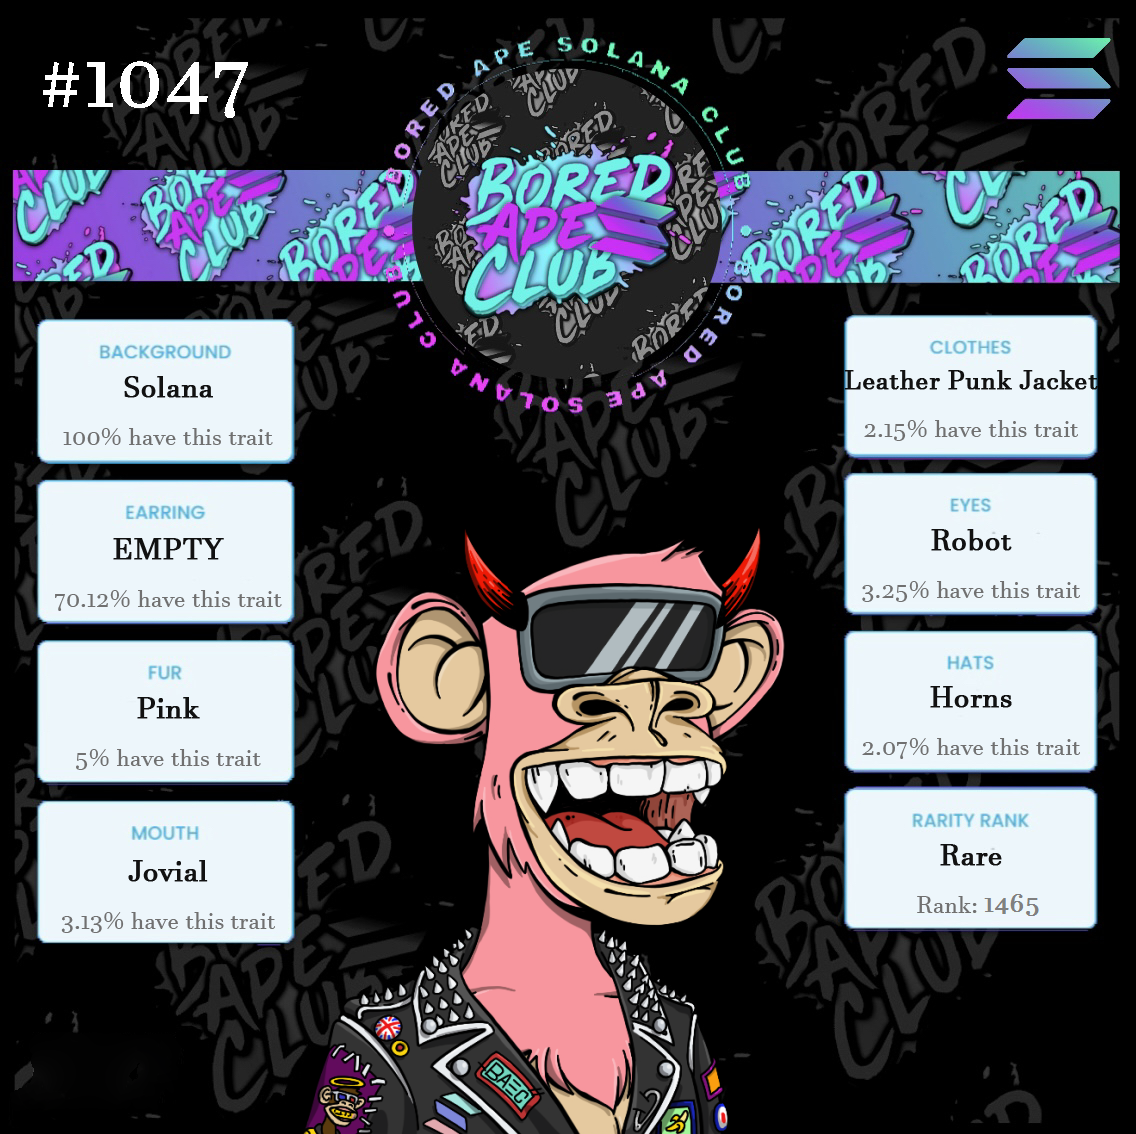 #1047
BORED APE SOLANA CLUB
BORED APE SOLANA CLUB
BORED
APE
CLUB
BACKGROUND
Solana
100% have this trait
EARRING
EMPTY
70.12% have this trait
FUR
Pink
5% have this trait
MOUTH
Jovial
3.13% have this trait
CLOTHES
Leather Punk Jacket
2.15% have this trait
EYES
Robot
3.25% have this trait
HATS
Horns
2.07% have this trait
RARITY RANK
Rare
Rank: 1465